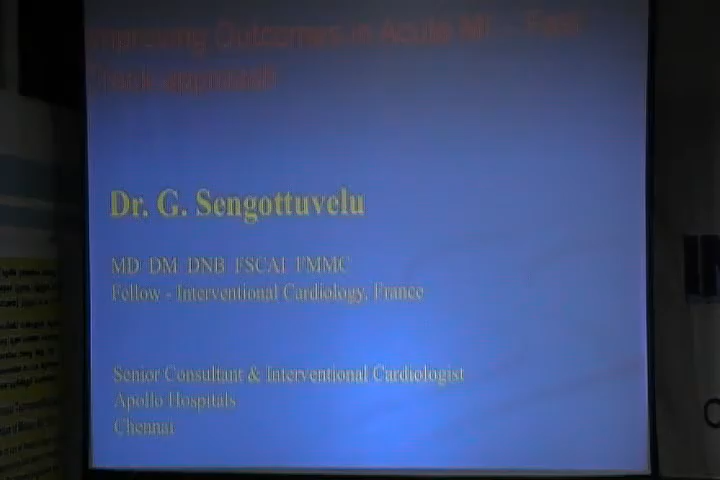 Improving Outcomes in Acute MI - Fast
Track approach
Dr. G. Sengottuvelu
MD DM DNB FSCAI FMMC
Fellow - Interventional Cardiology, France
Senior Consultant & Interventional Cardiologist
Apollo Hospitals
Chennai